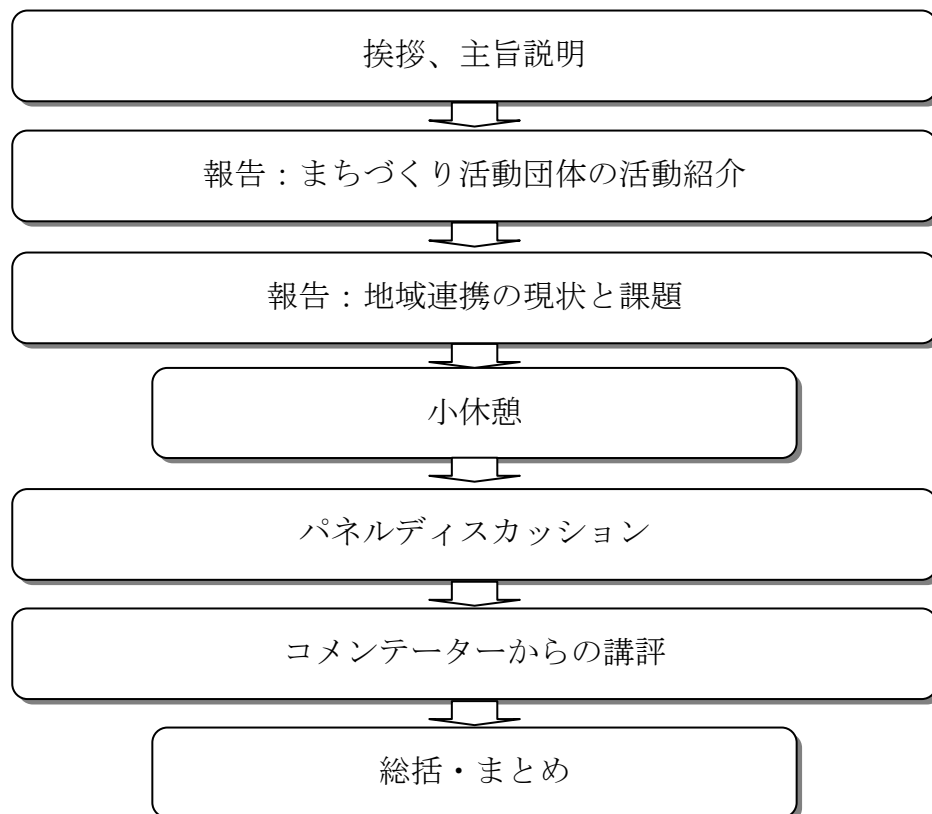 挨拶、主旨説明
報告：まちづくり活動団体の活動紹介
報告：地域連携の現状と課題
小休憩
パネルディスカッション
コメンテーターからの講評
総括・まとめ